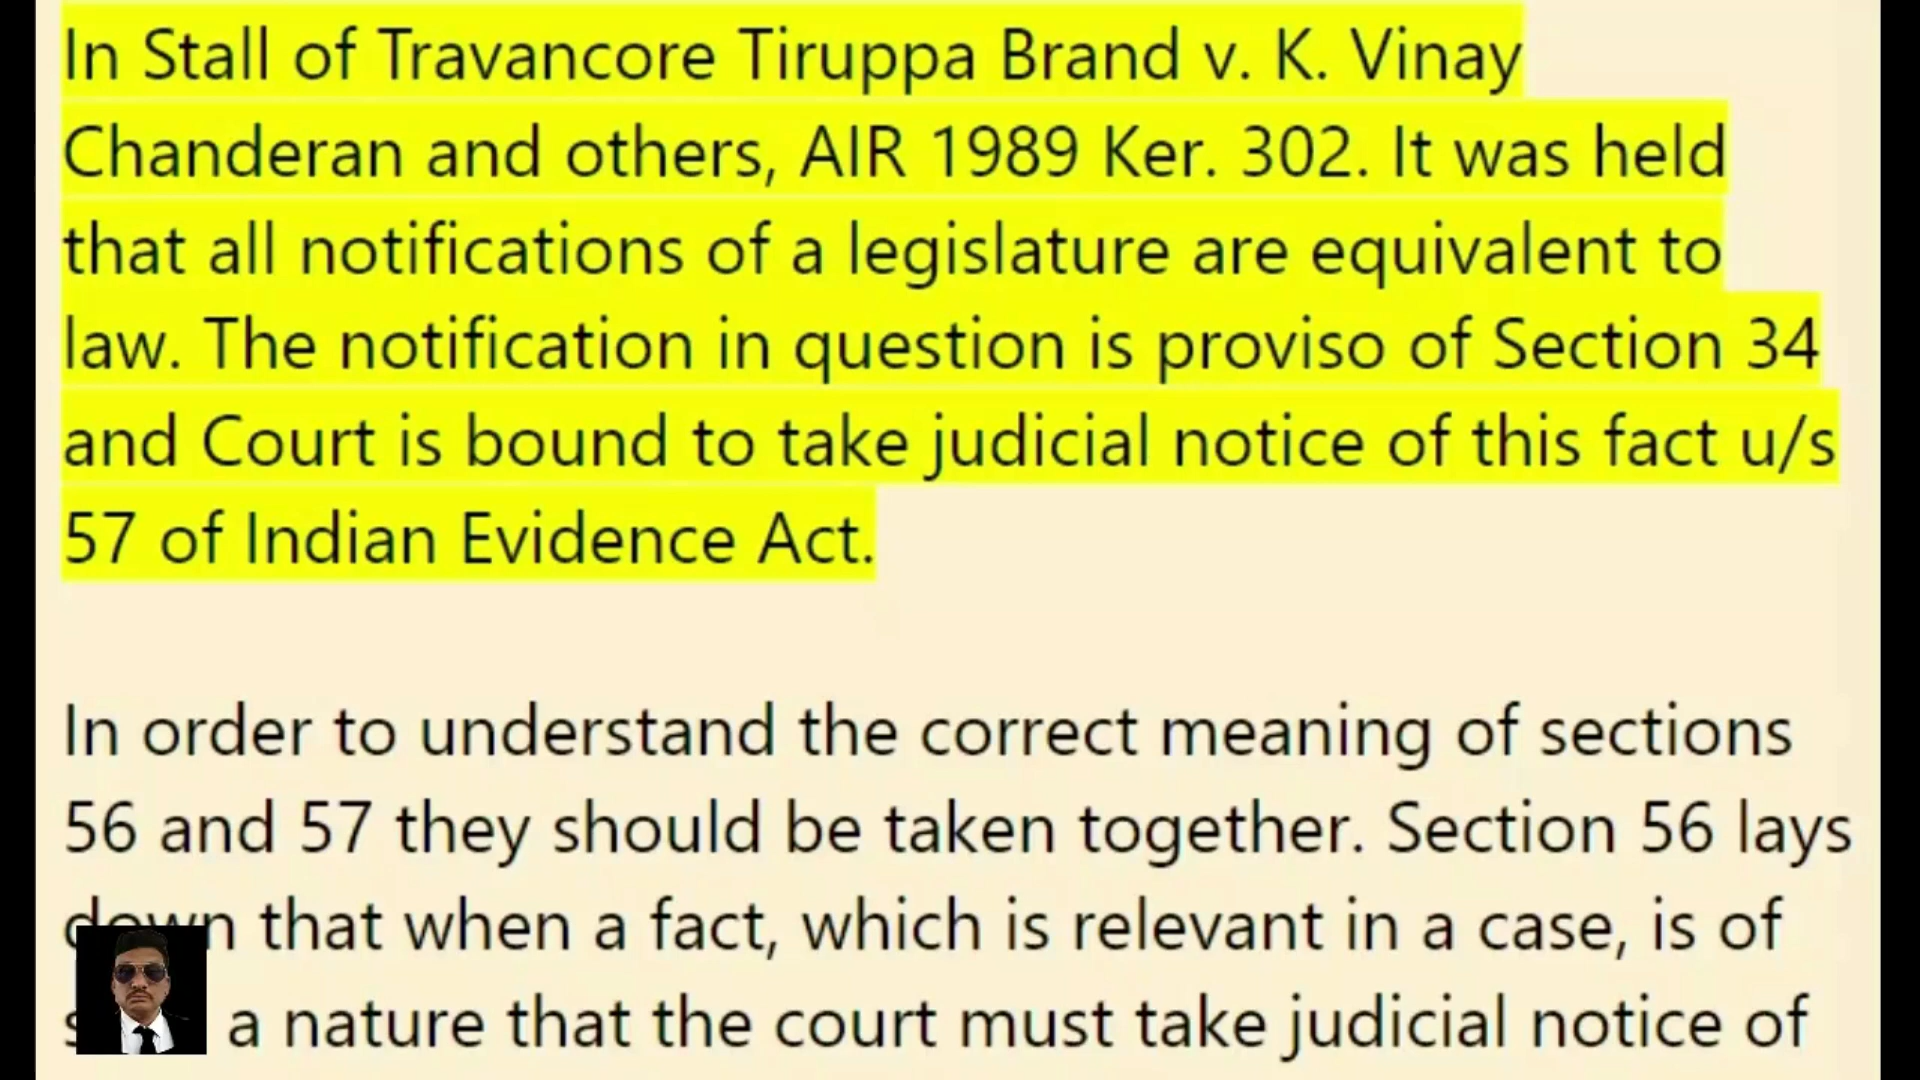 In Stall of Travancore Tiruppa Brand v. K. Vinay
Chanderan and others, AIR 1989 Ker. 302. It was held
that all notifications of a legislature are equivalent to
law. The notification in question is proviso of Section 34
and Court is bound to take judicial notice of this fact u/s
57 of Indian Evidence Act.
In order to understand the correct meaning of sections
56 and 57 they should be taken together. Section 56 lays
down that when a fact, which is relevant in a case, is of
a nature that the court must take judicial notice of